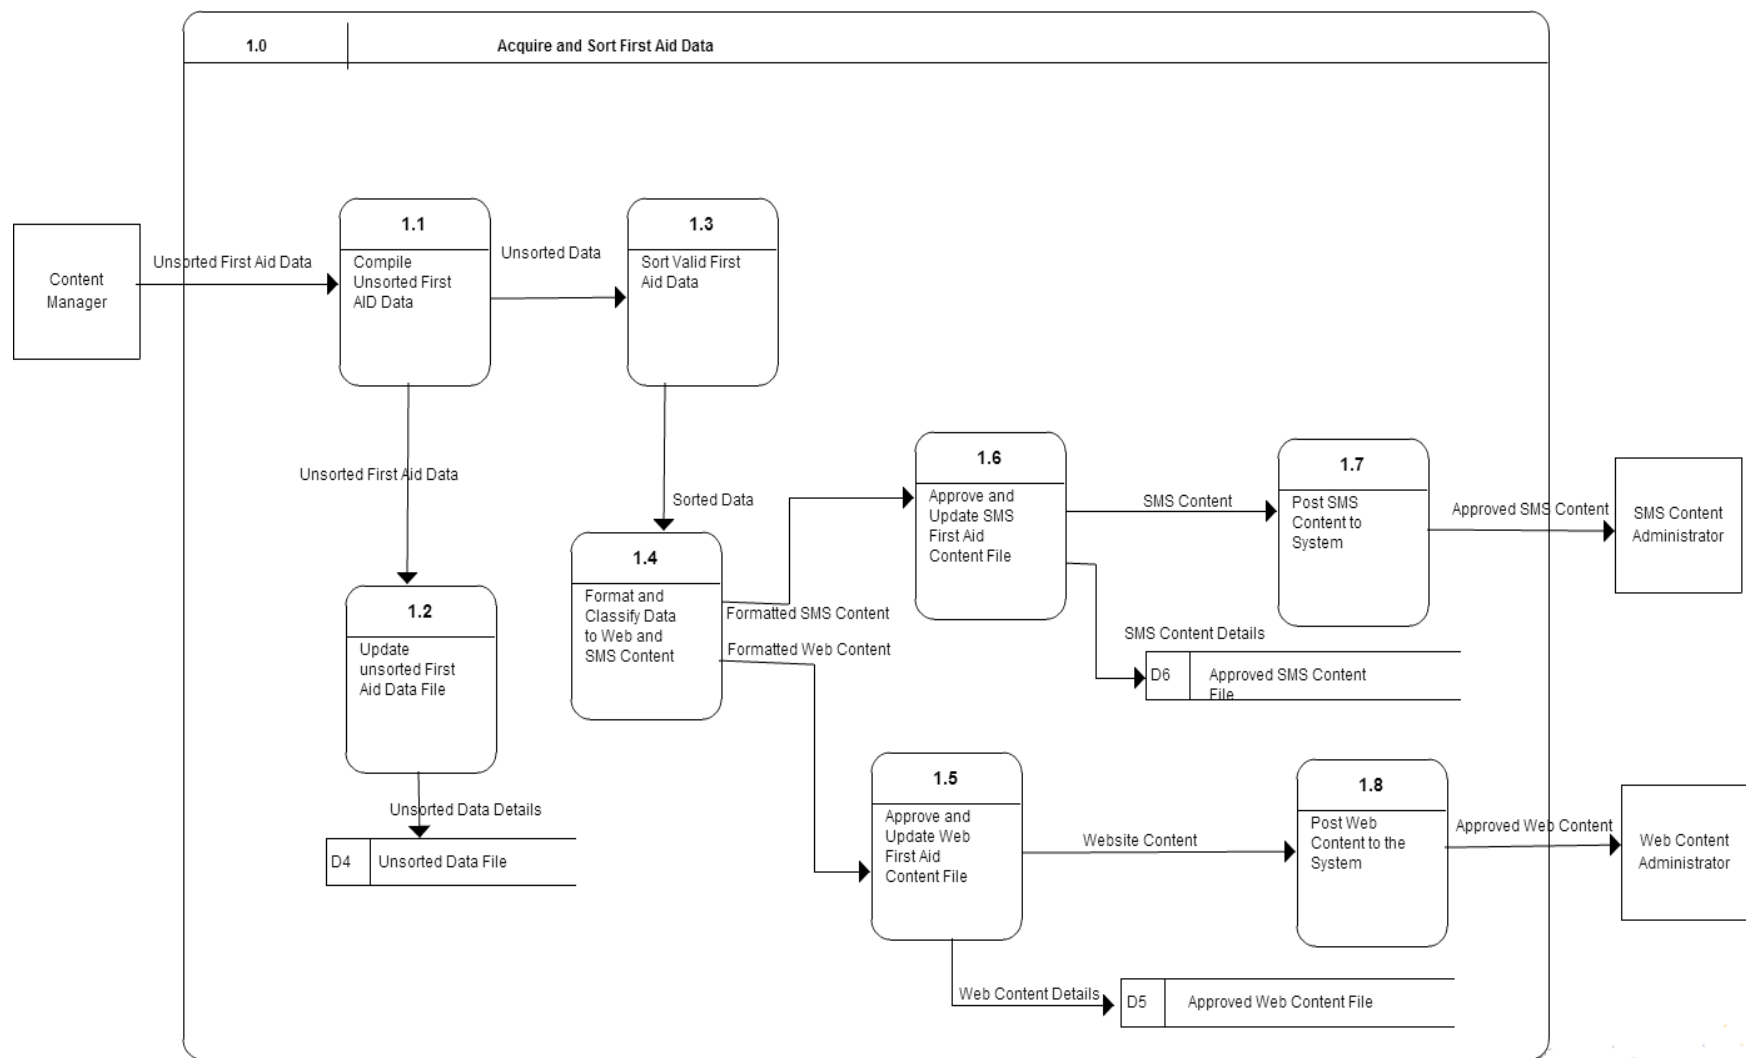 1.0
Acquire and Sort First Aid Data
Content
Manager
Unsorted First Aid Data
1.1
Compile
Unsorted First
AID Data
Unsorted Data
1.3
Sort Valid First
Aid Data
Unsorted First Aid Data
Sorted Data
1.2
Update
unsorted First
Aid Data File
Unsorted Data Details
D4
Unsorted Data File
1.4
Format and
Classify Data
to Web and
SMS Content
Formatted SMS Content
Formatted Web Content
1.6
Approve and
Update SMS
First Aid
Content File
SMS Content
1.7
Post SMS
Content to
System
Approved SMS Content
SMS Content
Administrator
SMS Content Details
D6
Approved SMS Content
File
1.5
Approve and
Update Web
First Aid
Content File
Website Content
1.8
Post Web
Content to the
System
Approved Web Content
Web Content
Administrator
Web Content Details
D5
Approved Web Content File